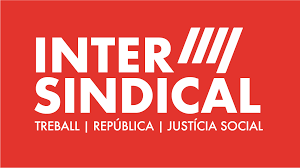 INTER
SINDICAL
TREBALL | REPÚBLICA | JUSTÍCIA SOCIAL